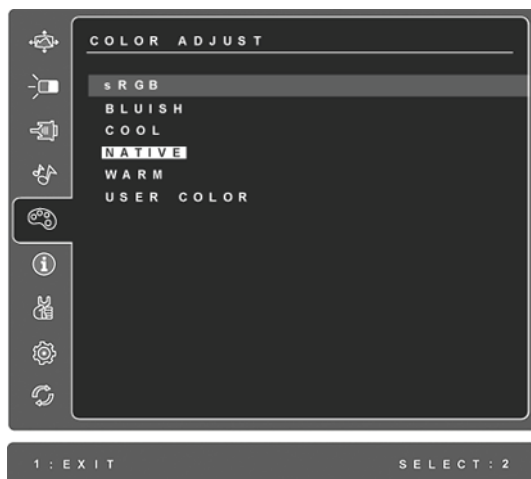 COLOR ADJUST
sRGB
BLUISH
COOL
NATIVE
WARM
USER COLOR
1:EXIT SELECT:2